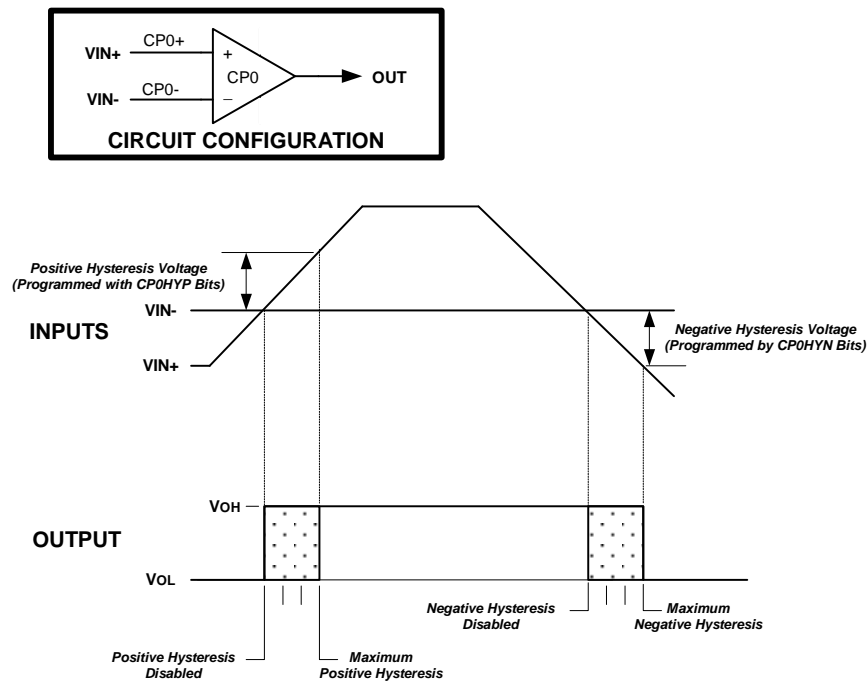 VIN+
CP0+
+
CP0
OUT
VIN-
CP0-
_
CIRCUIT CONFIGURATION
Positive Hysteresis Voltage
(Programmed with CP0HYP Bits)
VIN-
INPUTS
Negative Hysteresis Voltage
(Programmed by CP0HYN Bits)
VIN+
VOH
OUTPUT
VOL
Negative Hysteresis
Disabled
Maximum
Negative Hysteresis
Positive Hysteresis
Disabled
Maximum
Positive Hysteresis